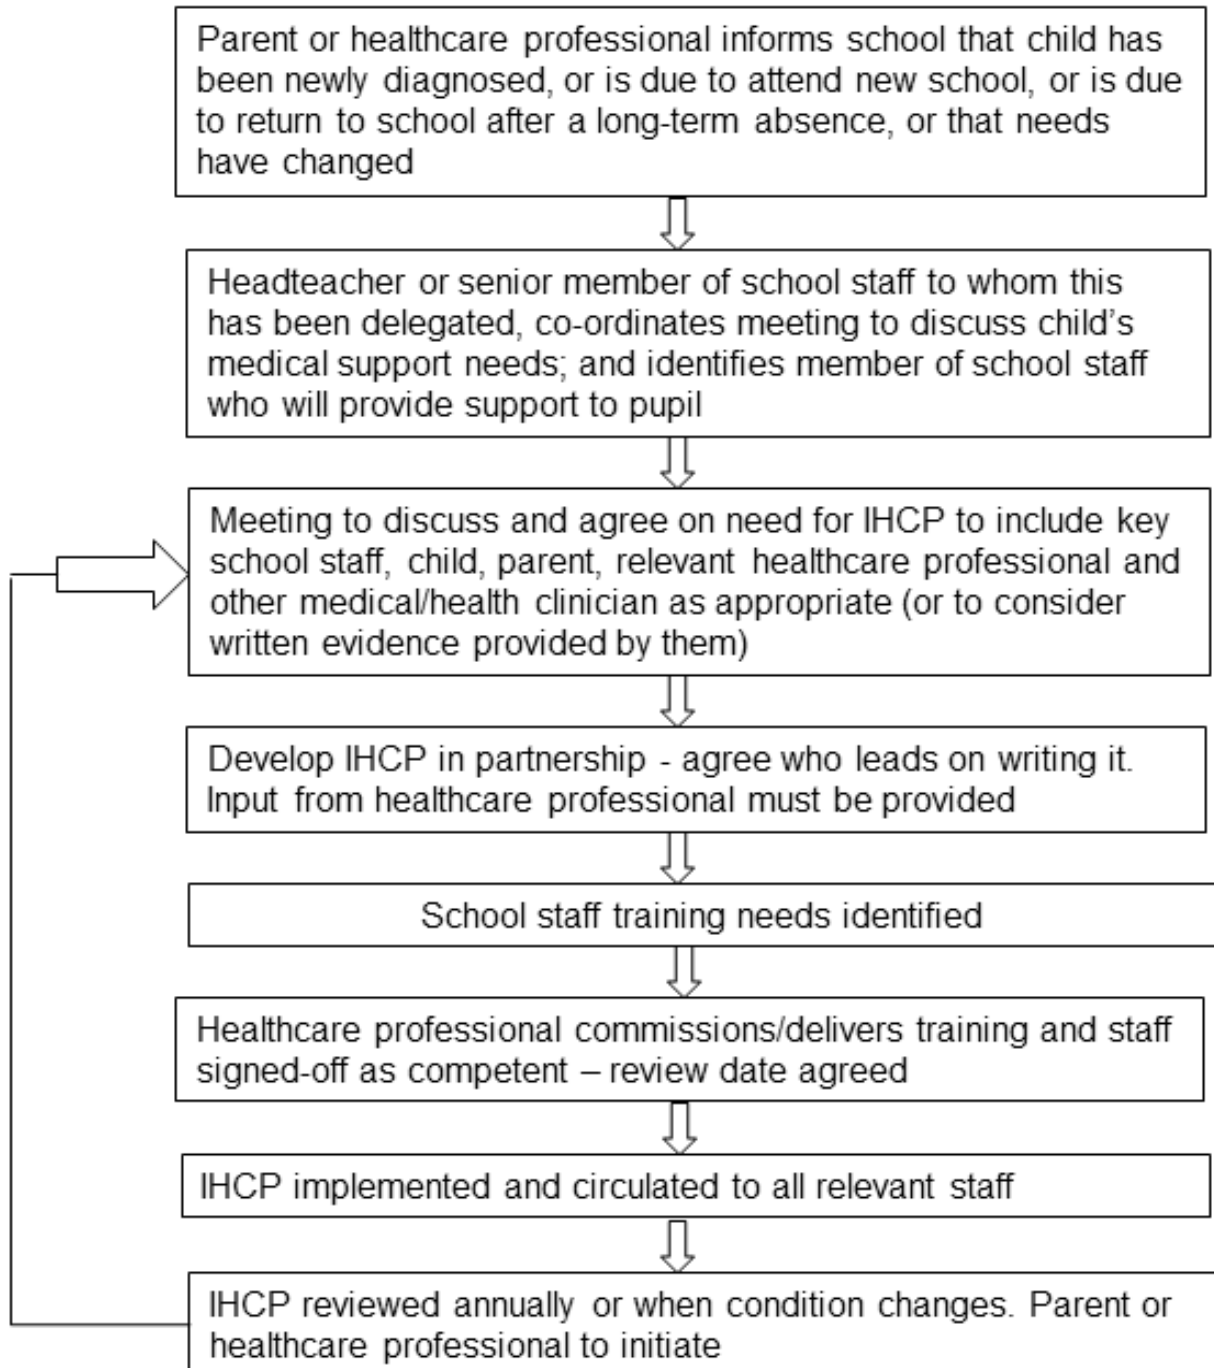 Parent or healthcare professional informs school that child has
been newly diagnosed, or is due to attend new school, or is due
to return to school after a long-term absence, or that needs
have changed
Headteacher or senior member of school staff to whom this
has been delegated, co-ordinates meeting to discuss child's
medical support needs; and identifies member of school staff
who will provide support to pupil
Meeting to discuss and agree on need for IHCP to include key
school staff, child, parent, relevant healthcare professional and
other medical/health clinician as appropriate (or to consider
written evidence provided by them)
Develop IHCP in partnership - agree who leads on writing it.
Input from healthcare professional must be provided
School staff training needs identified
Healthcare professional commissions/delivers training and staff
signed-off as competent – review date agreed
IHCP implemented and circulated to all relevant staff
IHCP reviewed annually or when condition changes. Parent or
healthcare professional to initiate